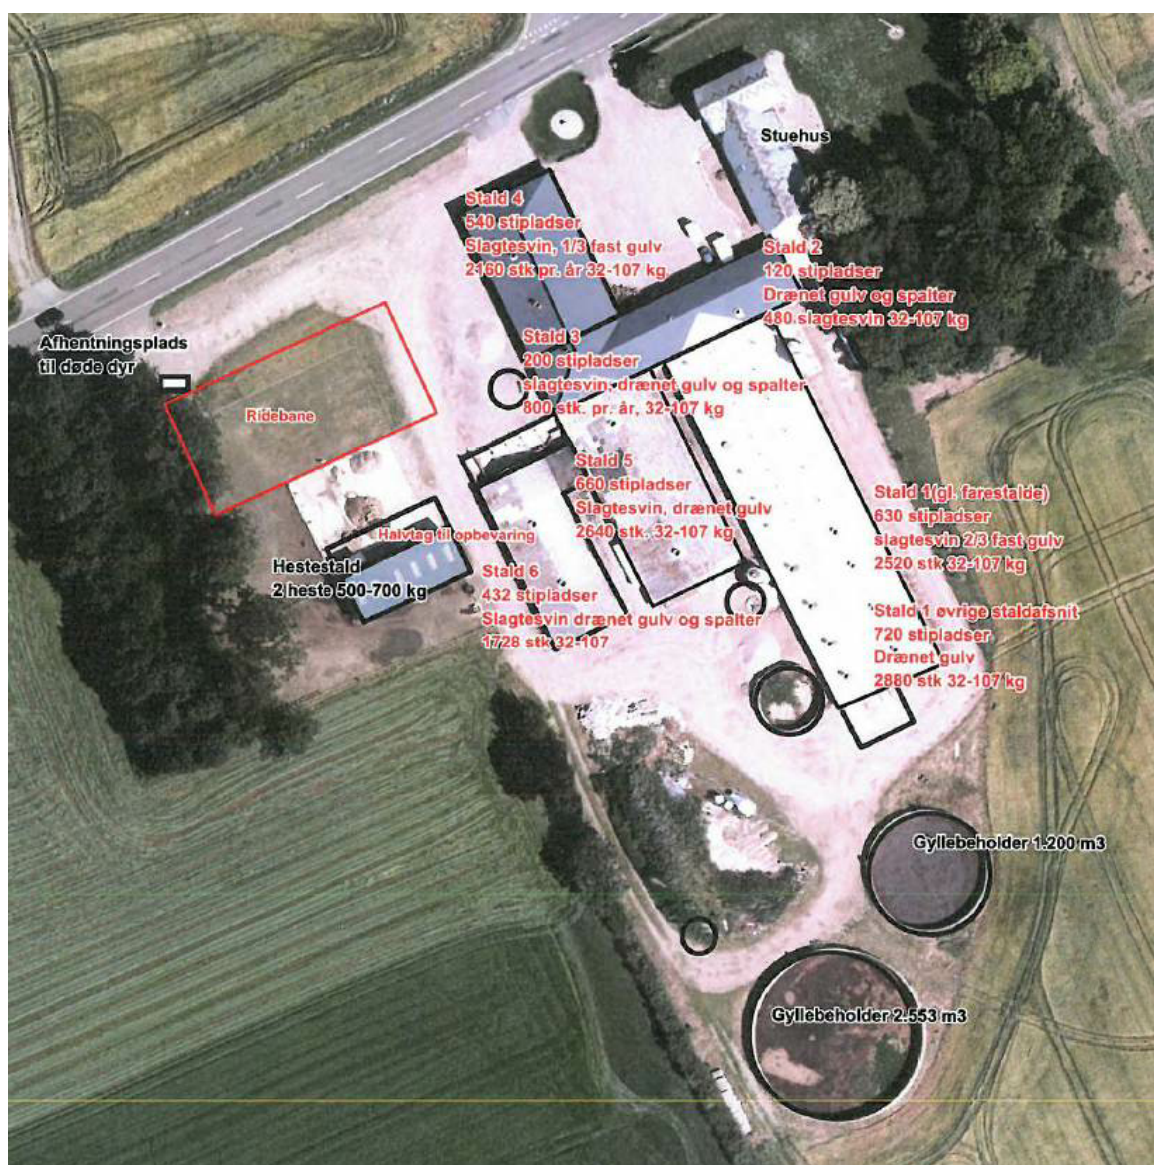 Stuehus
Stald 4
540 stipladser
Slagtesvin, 1/3 fast gulv
2160 stk pr. år 32-107 kg.
Stald 2
120 stipladser
Drænet gulv og spalter
480 slagtesvin 32-107 kg
Afhentningsplads
til døde dyr
Stald 3
200 stipladser
slagtesvin, drænet gulv og spalter
800 stk. pr. år, 32-107 kg
Ridebane
Stald 5
660 stipladser
Slagtesvin, drænet gulv
2640 stk. 32-107 kg
Stald 1(gl. farestalde)
630 stipladser
slagtesvin 2/3 fast gulv
2520 stk 32-107 kg
Halvtag til opbevaring
Hestestald
2 heste 500-700 kg
Stald 6
432 stipladser
Slagtesvin drænet gulv og spalter
1728 stk 32-107
Stald 1 øvrige staldafsnit
720 stipladser
Drænet gulv
2880 stk 32-107 kg
Gyllebeholder 1.200 m3
Gyllebeholder 2.553 m3